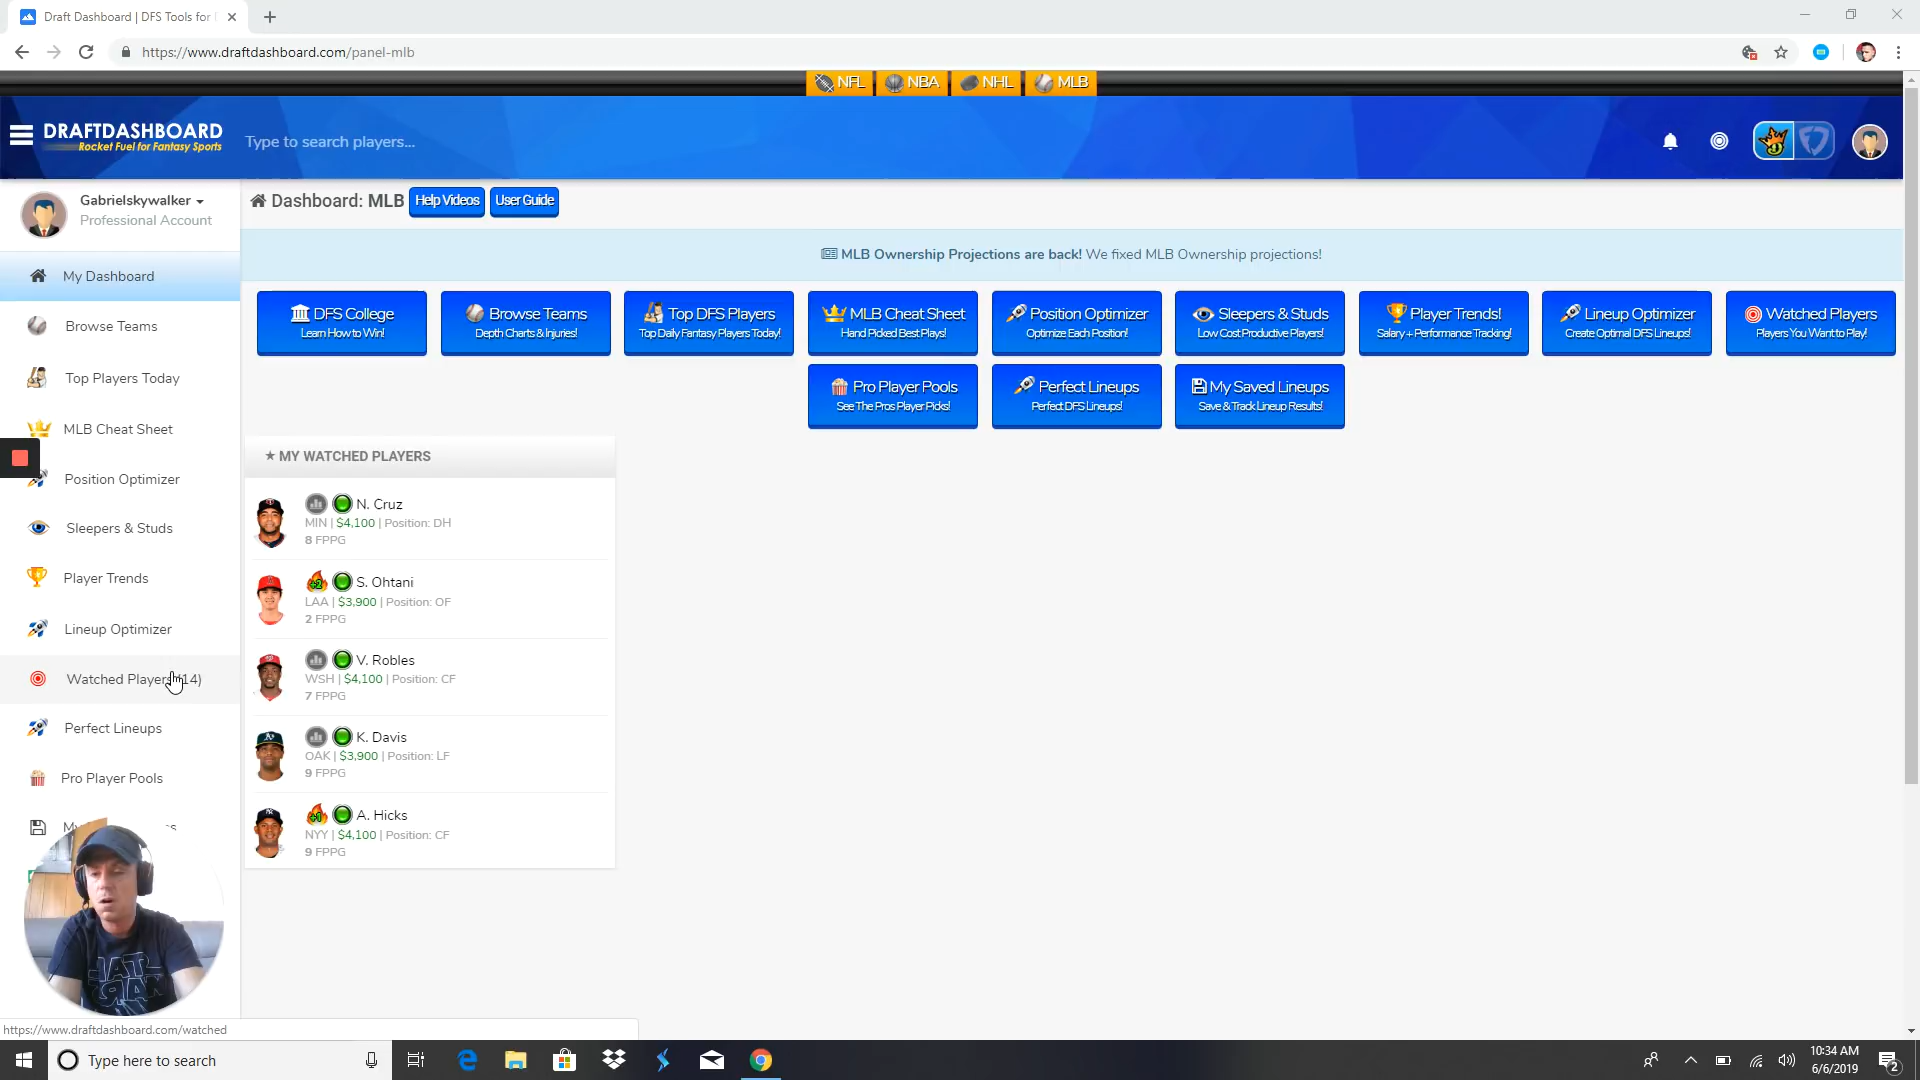 Draft Dashboard | DFS Tools for
https://www.draftdashboard.com/panel-mlb
NFL
NBA
NHL
MLB
DRAFTDASHBOARD
Rocket Fuel for Fantasy Sports
Type to search players...
Gabrielskywalker
Professional Account
Dashboard: MLB
Help Videos
User Guide
MLB Ownership Projections are back! We fixed MLB Ownership projections!
My Dashboard
Browse Teams
Top Players Today
MLB Cheat Sheet
Position Optimizer
Sleepers & Studs
Player Trends
Lineup Optimizer
Watched Players (14)
Perfect Lineups
Pro Player Pools
DFS College
Learn How to Win!
Browse Teams
Depth Charts & Injuries!
Top DFS Players
Top Daily Fantasy Players Today!
MLB Cheat Sheet
Hand Picked Best Plays!
Position Optimizer
Optimize Each Position!
Sleepers & Studs
Low Cost Productive Players!
Player Trends!
Salary + Performance Tracking!
Lineup Optimizer
Create Optimal DFS Lineups!
Watched Players
Players You Want to Play!
Pro Player Pools
See The Pros Player Picks!
Perfect Lineups
Perfect DFS Lineups!
My Saved Lineups
Save & Track Lineup Results!
MY WATCHED PLAYERS
N. Cruz
MIN | $4,100 | Position: DH
8 FPPG
+2
S. Ohtani
LAA | $3,900 | Position: OF
2 FPPG
V. Robles
WSH | $4,100 | Position: CF
7 FPPG
K. Davis
OAK | $3,900 | Position: LF
9 FPPG
+1
A. Hicks
NYY | $4,100 | Position: CF
9 FPPG
https://www.draftdashboard.com/watched
Type here to search
10:34 AM
6/6/2019
2